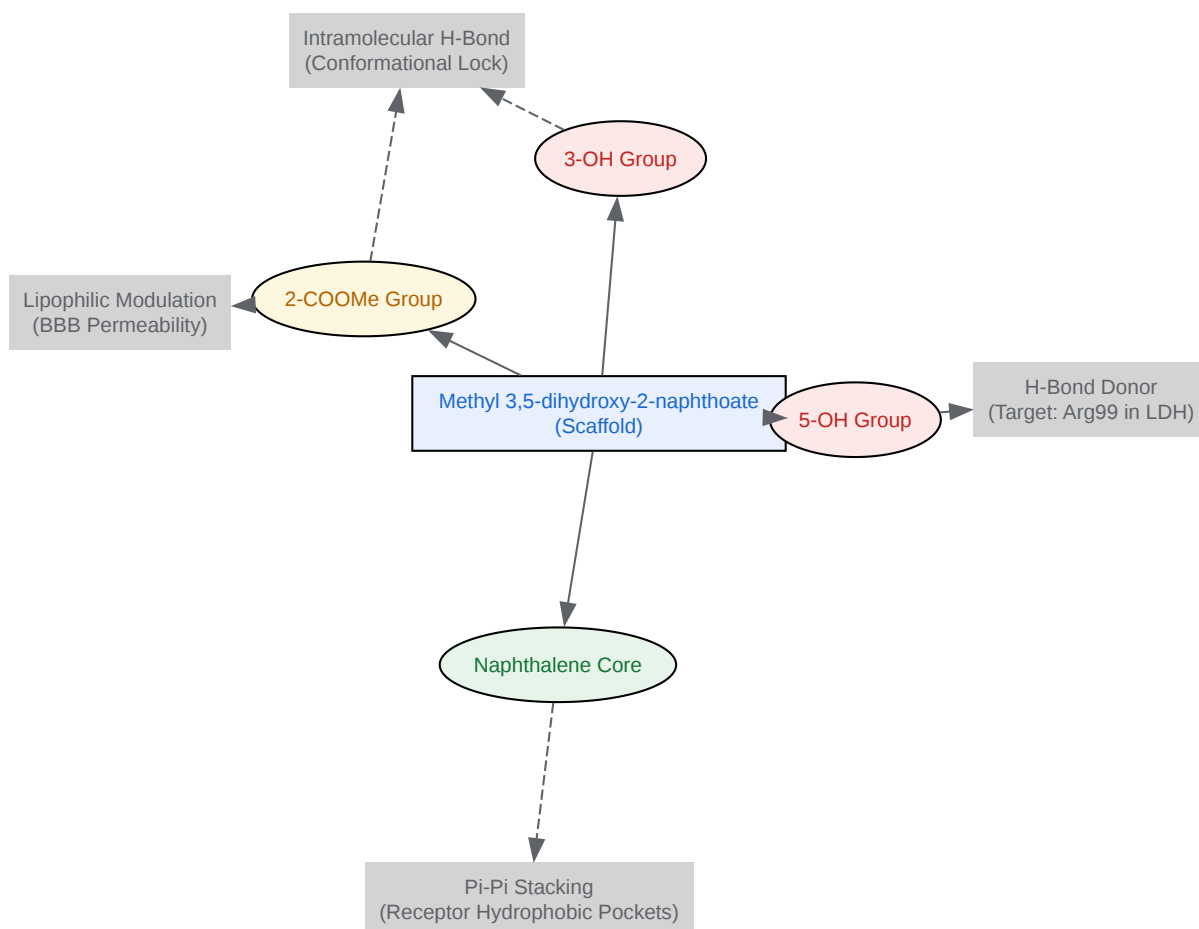 Intramolecular H-Bond
(Conformational Lock)
3-OH Group
Lipophilic Modulation
(BBB Permeability)
2-COOMe Group
Methyl 3,5-dihydroxy-2-naphthoate
(Scaffold)
5-OH Group
H-Bond Donor
(Target: Arg99 in LDH)
Naphthalene Core
Pi-Pi Stacking
(Receptor Hydrophobic Pockets)